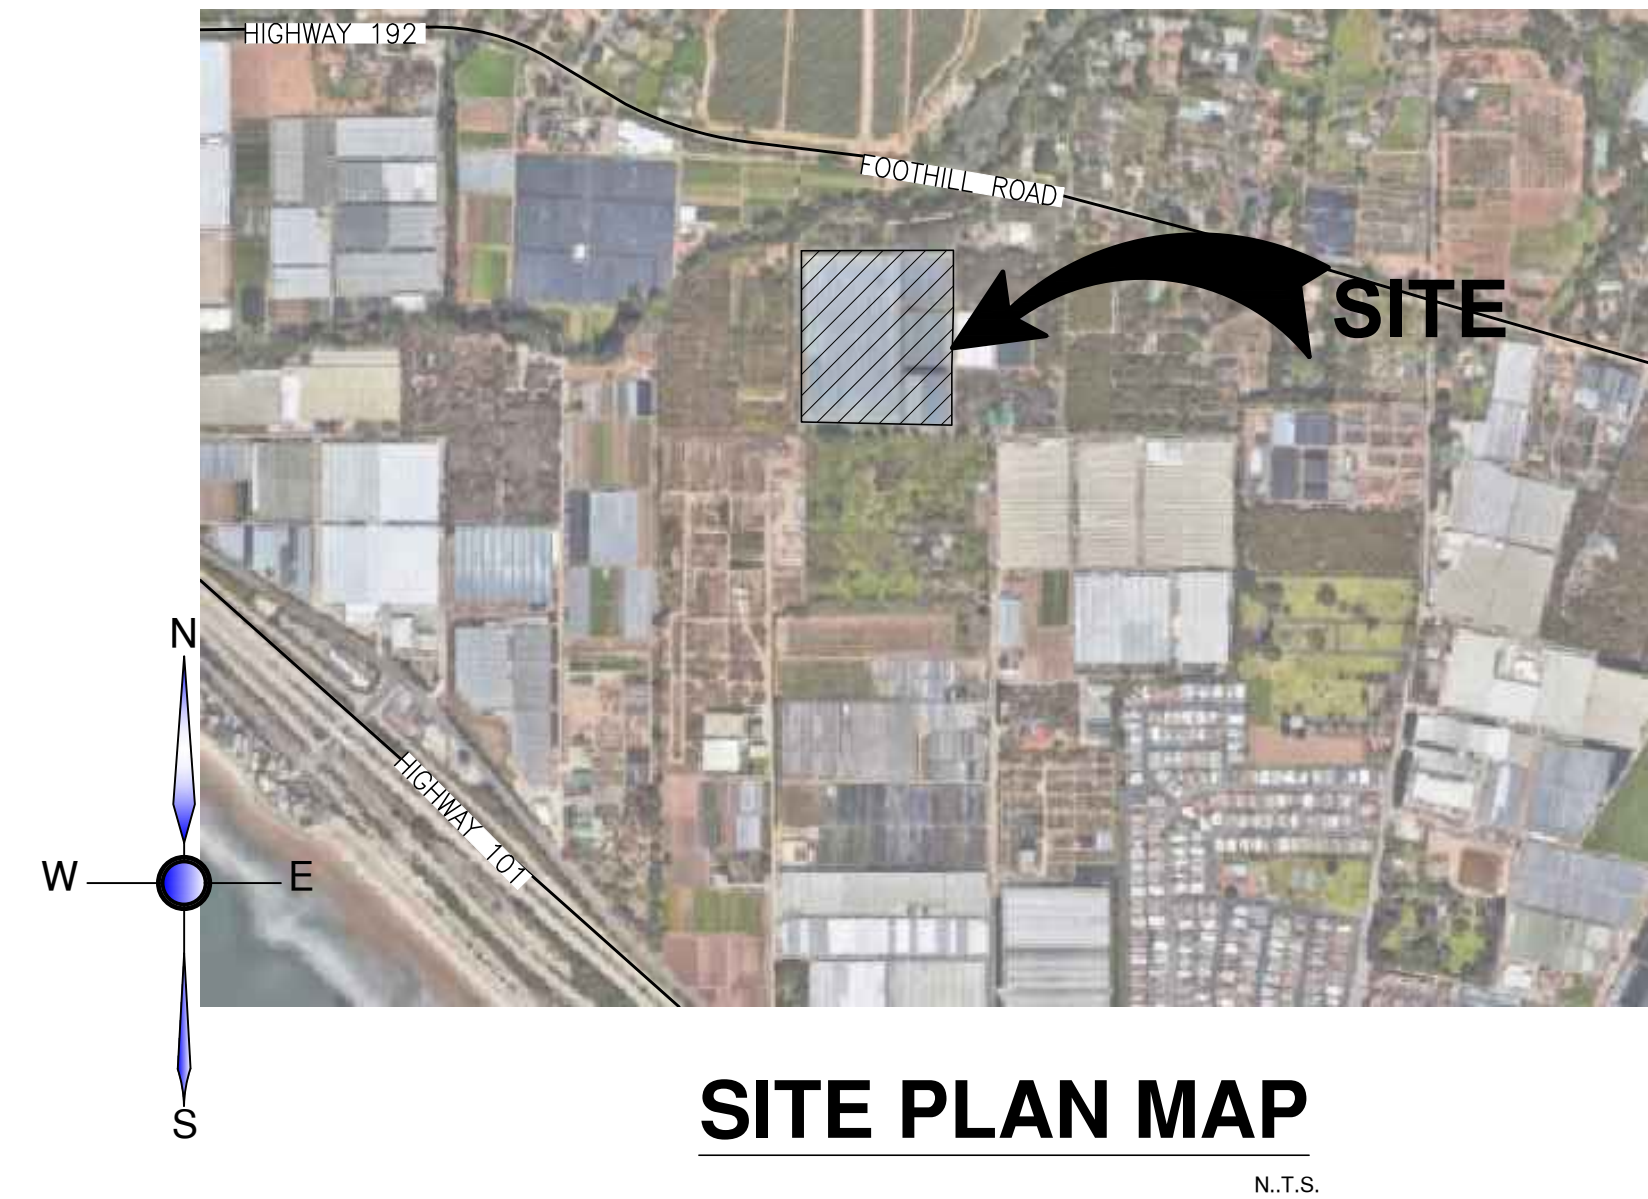 HIGHWAY 192
FOOTHILL ROAD
SITE
N
HIGHWAY 101
W
E
S
SITE PLAN MAP
N..T.S.